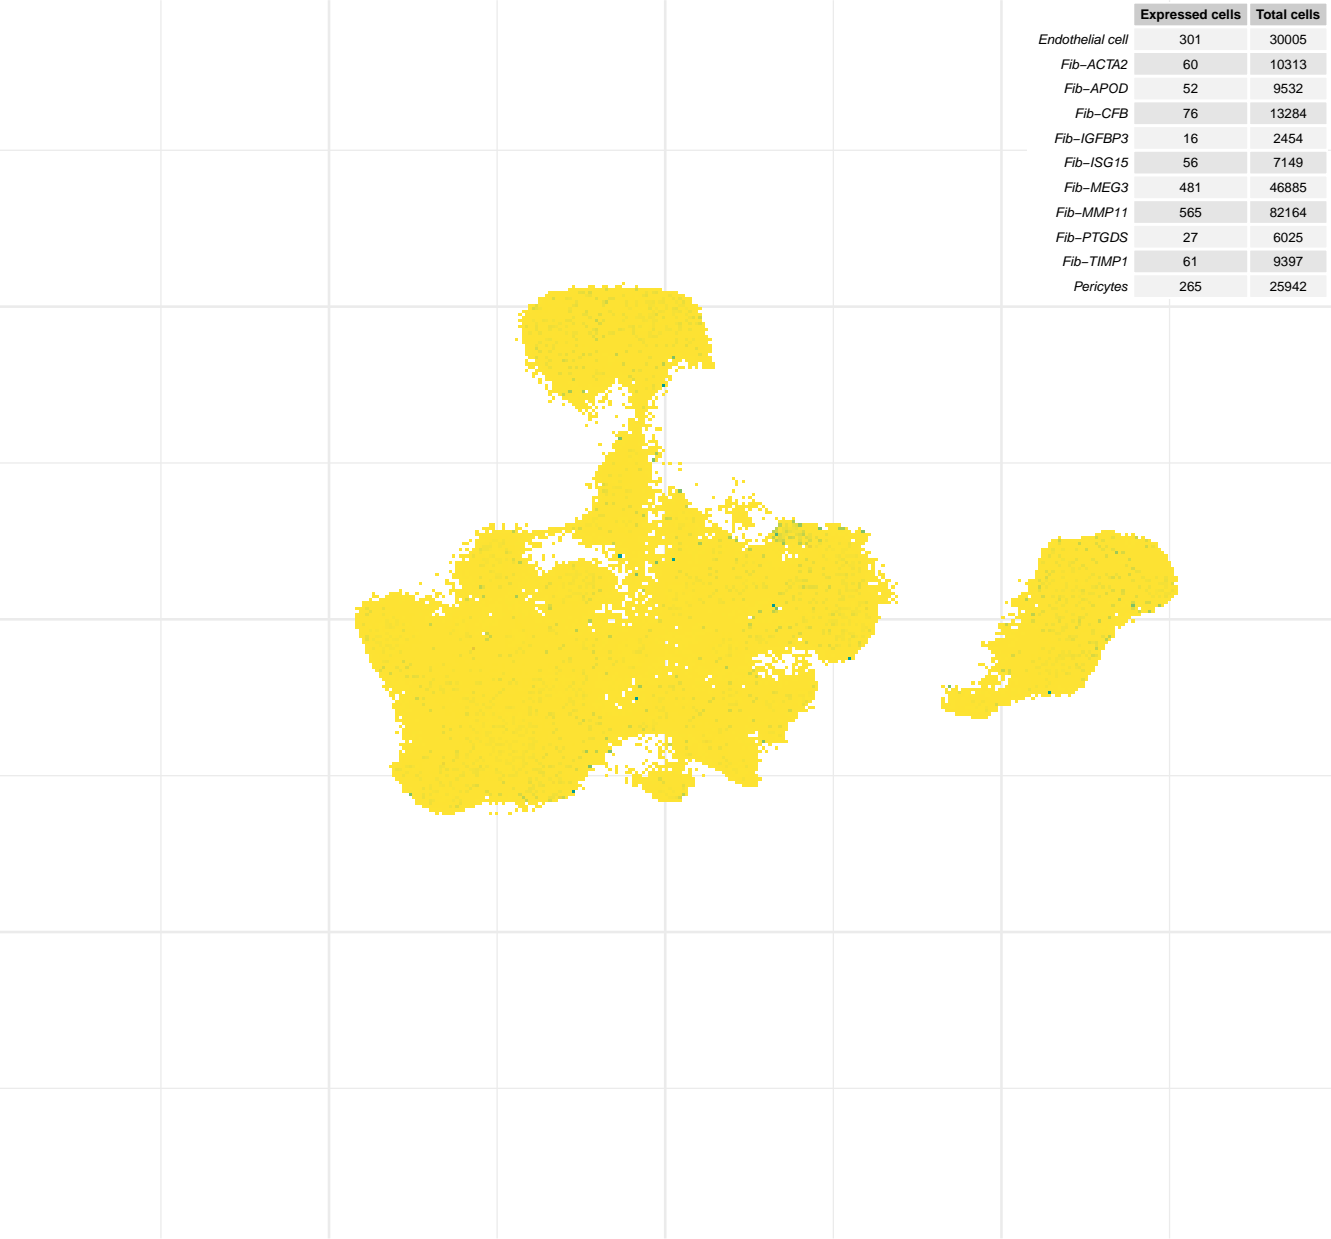 Expressed cells Total cells
Endothelial cell 301 30005
Fib−ACTA2 60 10313
Fib−APOD 52 9532
Fib−CFB 76 13284
Fib−IGFBP3 16 2454
Fib−ISG15 56 7149
Fib−MEG3 481 46885
Fib−MMP11 565 82164
Fib−PTGDS 27 6025
Fib−TIMP1 61 9397
Pericytes 265 25942